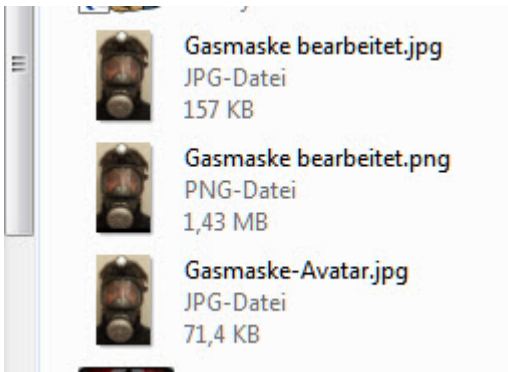 Gasmaske bearbeitet.jpg
JPG-Datei
157 KB
Gasmaske bearbeitet.png
PNG-Datei
1,43 MB
Gasmaske-Avatar.jpg
JPG-Datei
71,4 KB